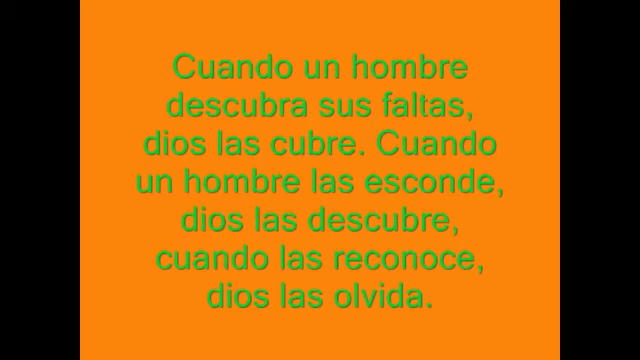 Cuando un hombre
descubra sus faltas,
dios las cubre. Cuando
un hombre las esconde,
dios las descubre,
cuando las reconoce,
dios las olvida.